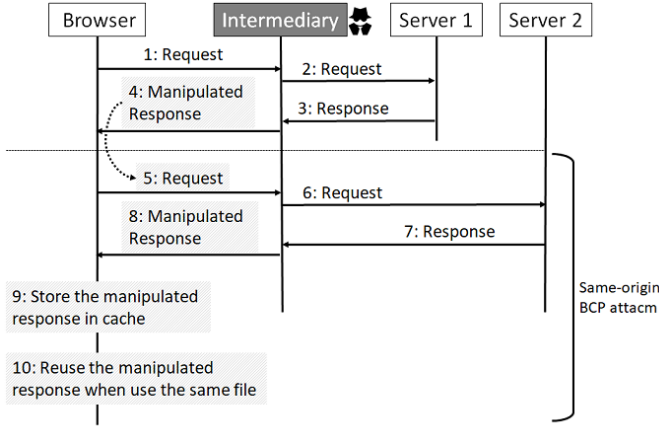 Browser
Intermediary
Server 1
Server 2
1: Request
2: Request
4: Manipulated
Response
3: Response
5: Request
6: Request
8: Manipulated
Response
7: Response
9: Store the manipulated
response in cache
Same-origin
BCP attacm
10: Reuse the manipulated
response when use the same file